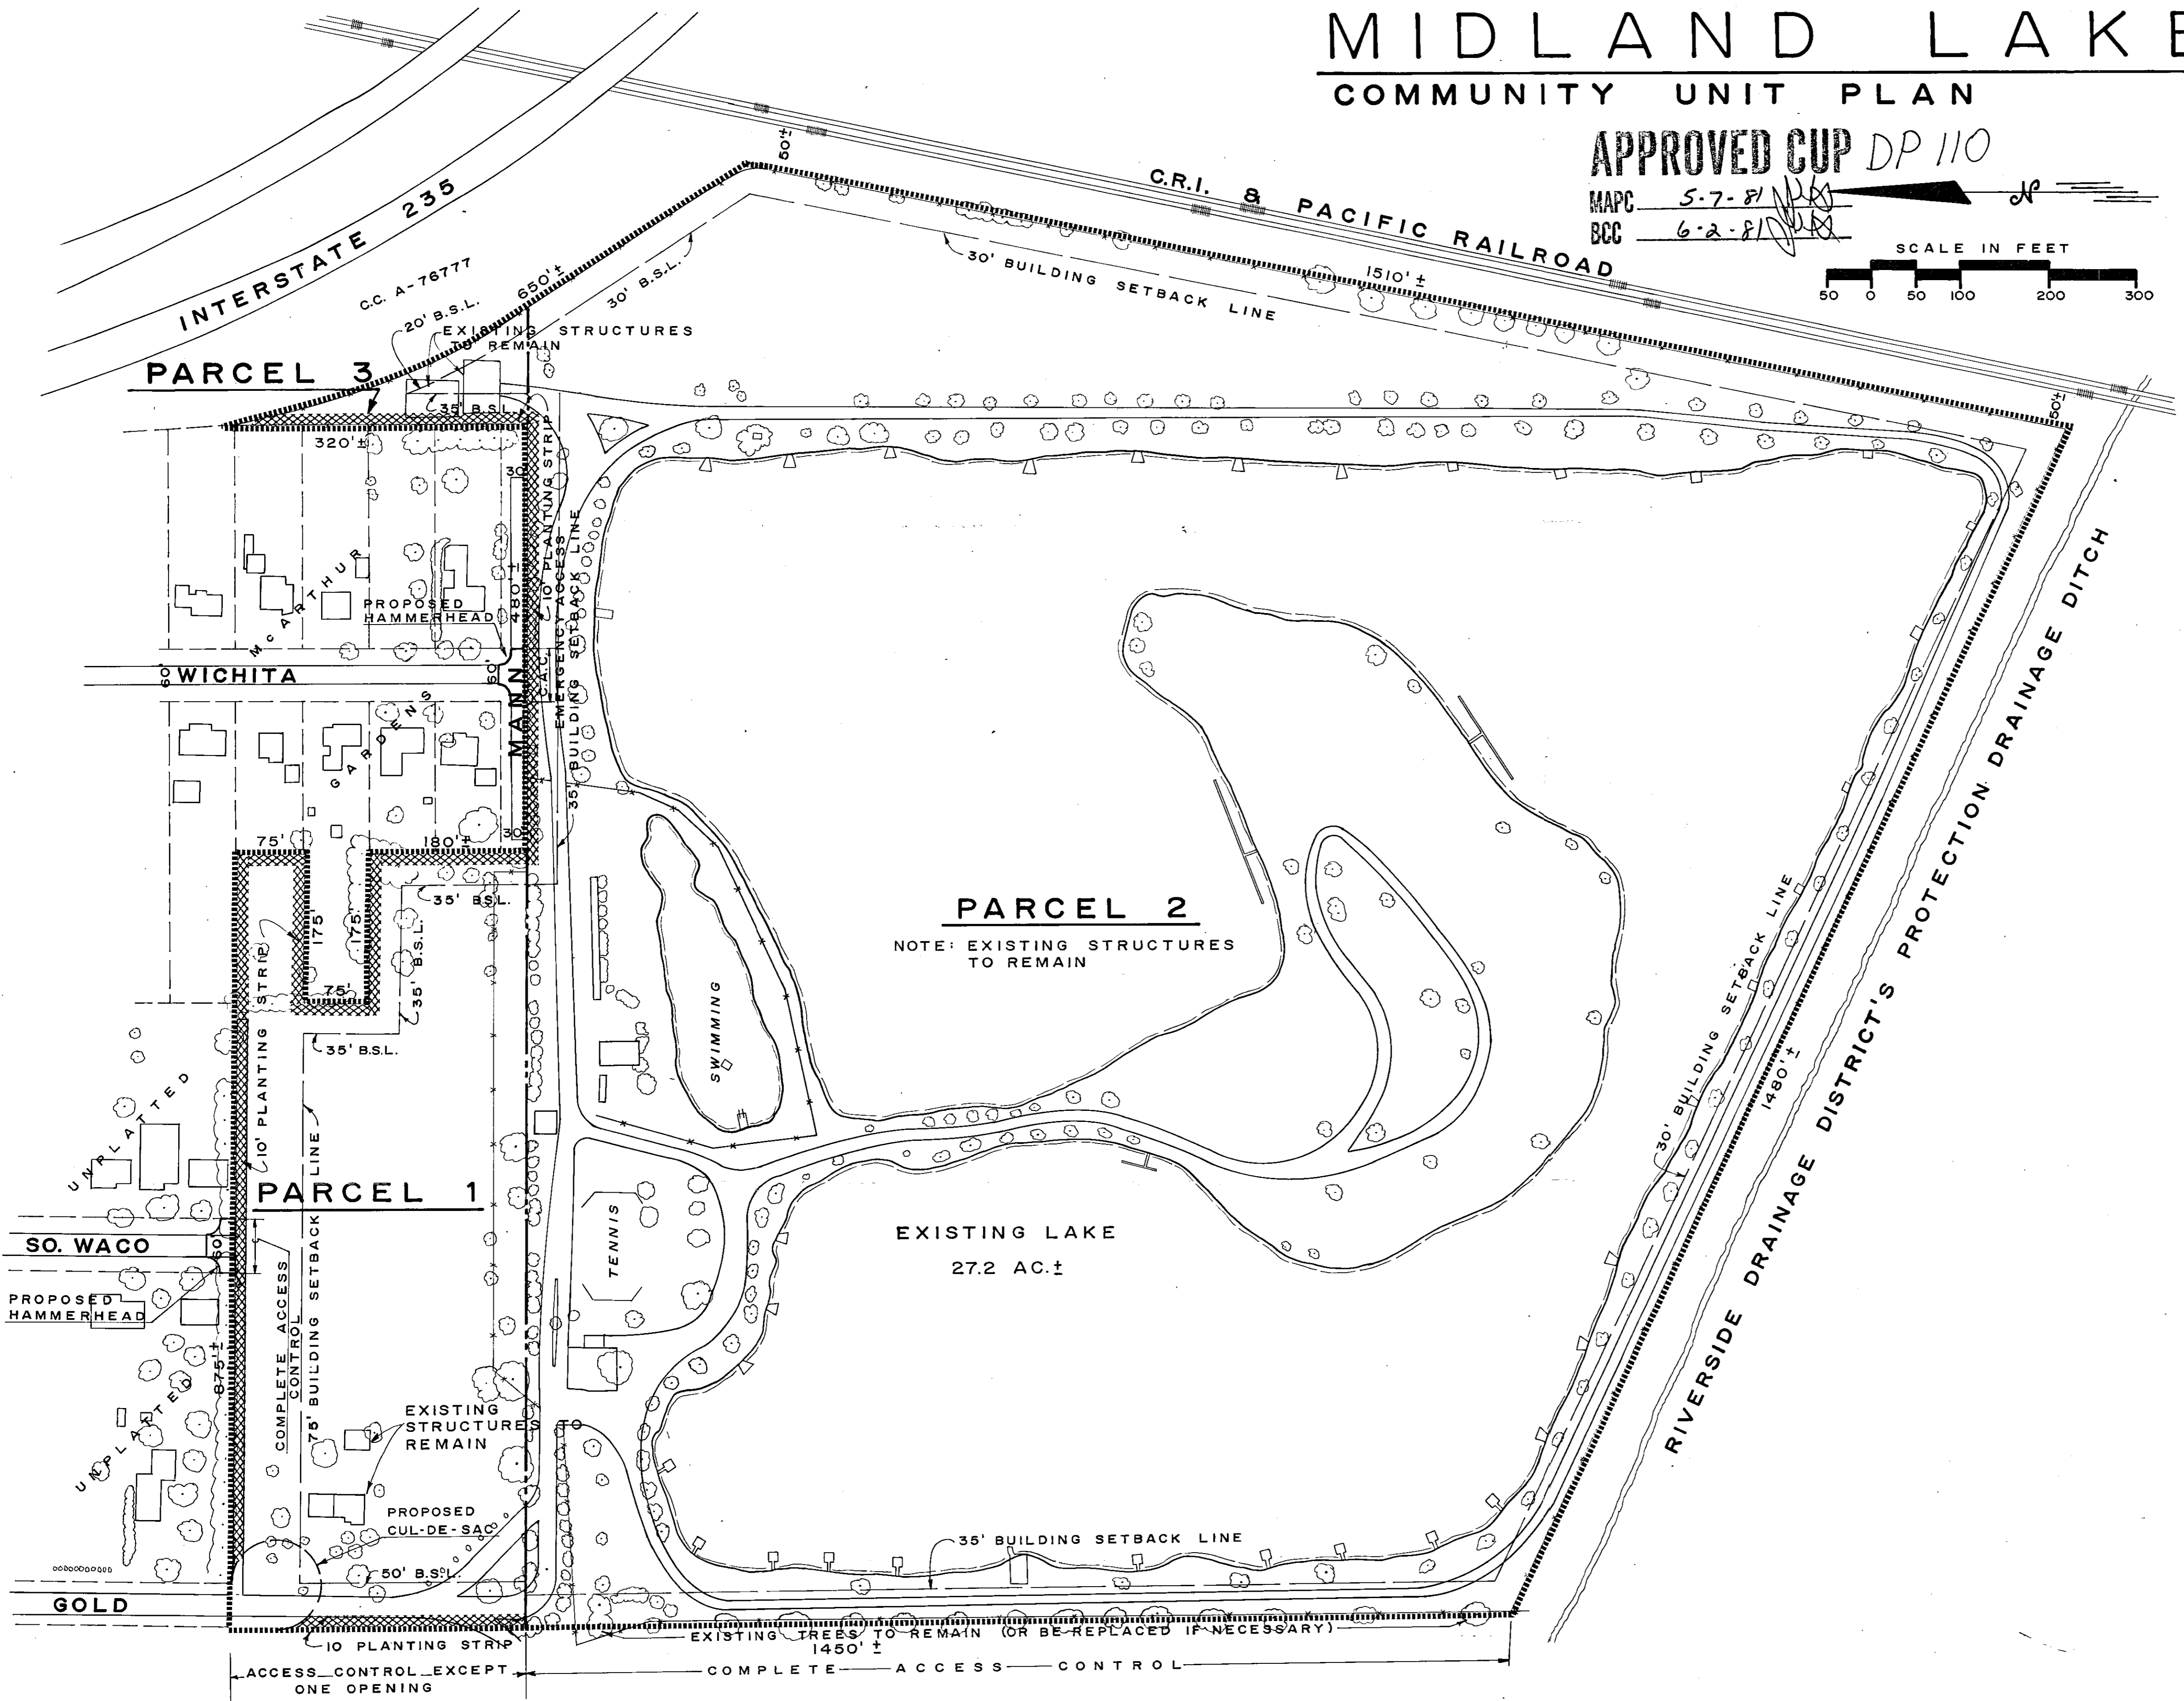 MIDLAND LAKE
COMMUNITY UNIT PLAN
APPROVED CUP DP 110
MAPC 5-7-81
BCC 6-2-81
N
SCALE IN FEET
50 0 50 100 200 300
INTERSTATE 235
C.R.I. & PACIFIC RAILROAD
50'±
1510'±
30' BUILDING SETBACK LINE
650'±
30' B.S.L.
C.C. A-76777
20' B.S.L.
EXISTING STRUCTURES
TO REMAIN
PARCEL 3
35' B.S.L.
320'±
30'
50'±
10' PLANTING STRIP
EMERGENCY ACCESS
35' BUILDING SETBACK LINE
480'±
C.A.C.
MANN
McARTHUR
GARDENS
PROPOSED
HAMMERHEAD
60'
WICHITA
60'
75'
180'±
30'
175'
175'
75'
35' B.S.L.
35' B.S.L.
35' B.S.L.
10' PLANTING STRIP
UNPLATTED
PARCEL 1
SO. WACO
60'
PROPOSED
HAMMERHEAD
875'±
UNPLATTED
COMPLETE ACCESS
CONTROL
75' BUILDING SETBACK LINE
EXISTING
STRUCTURES TO
REMAIN
PROPOSED
CUL-DE-SAC
50' B.S.L.
GOLD
10 PLANTING STRIP
ACCESS CONTROL EXCEPT
ONE OPENING
SWIMMING
TENNIS
PARCEL 2
NOTE: EXISTING STRUCTURES
TO REMAIN
EXISTING LAKE
27.2 AC.±
30' BUILDING SETBACK LINE
1480'±
RIVERSIDE DRAINAGE DISTRICT'S PROTECTION DRAINAGE DITCH
35' BUILDING SETBACK LINE
EXISTING TREES TO REMAIN (OR BE REPLACED IF NECESSARY)
1450'±
COMPLETE ACCESS CONTROL